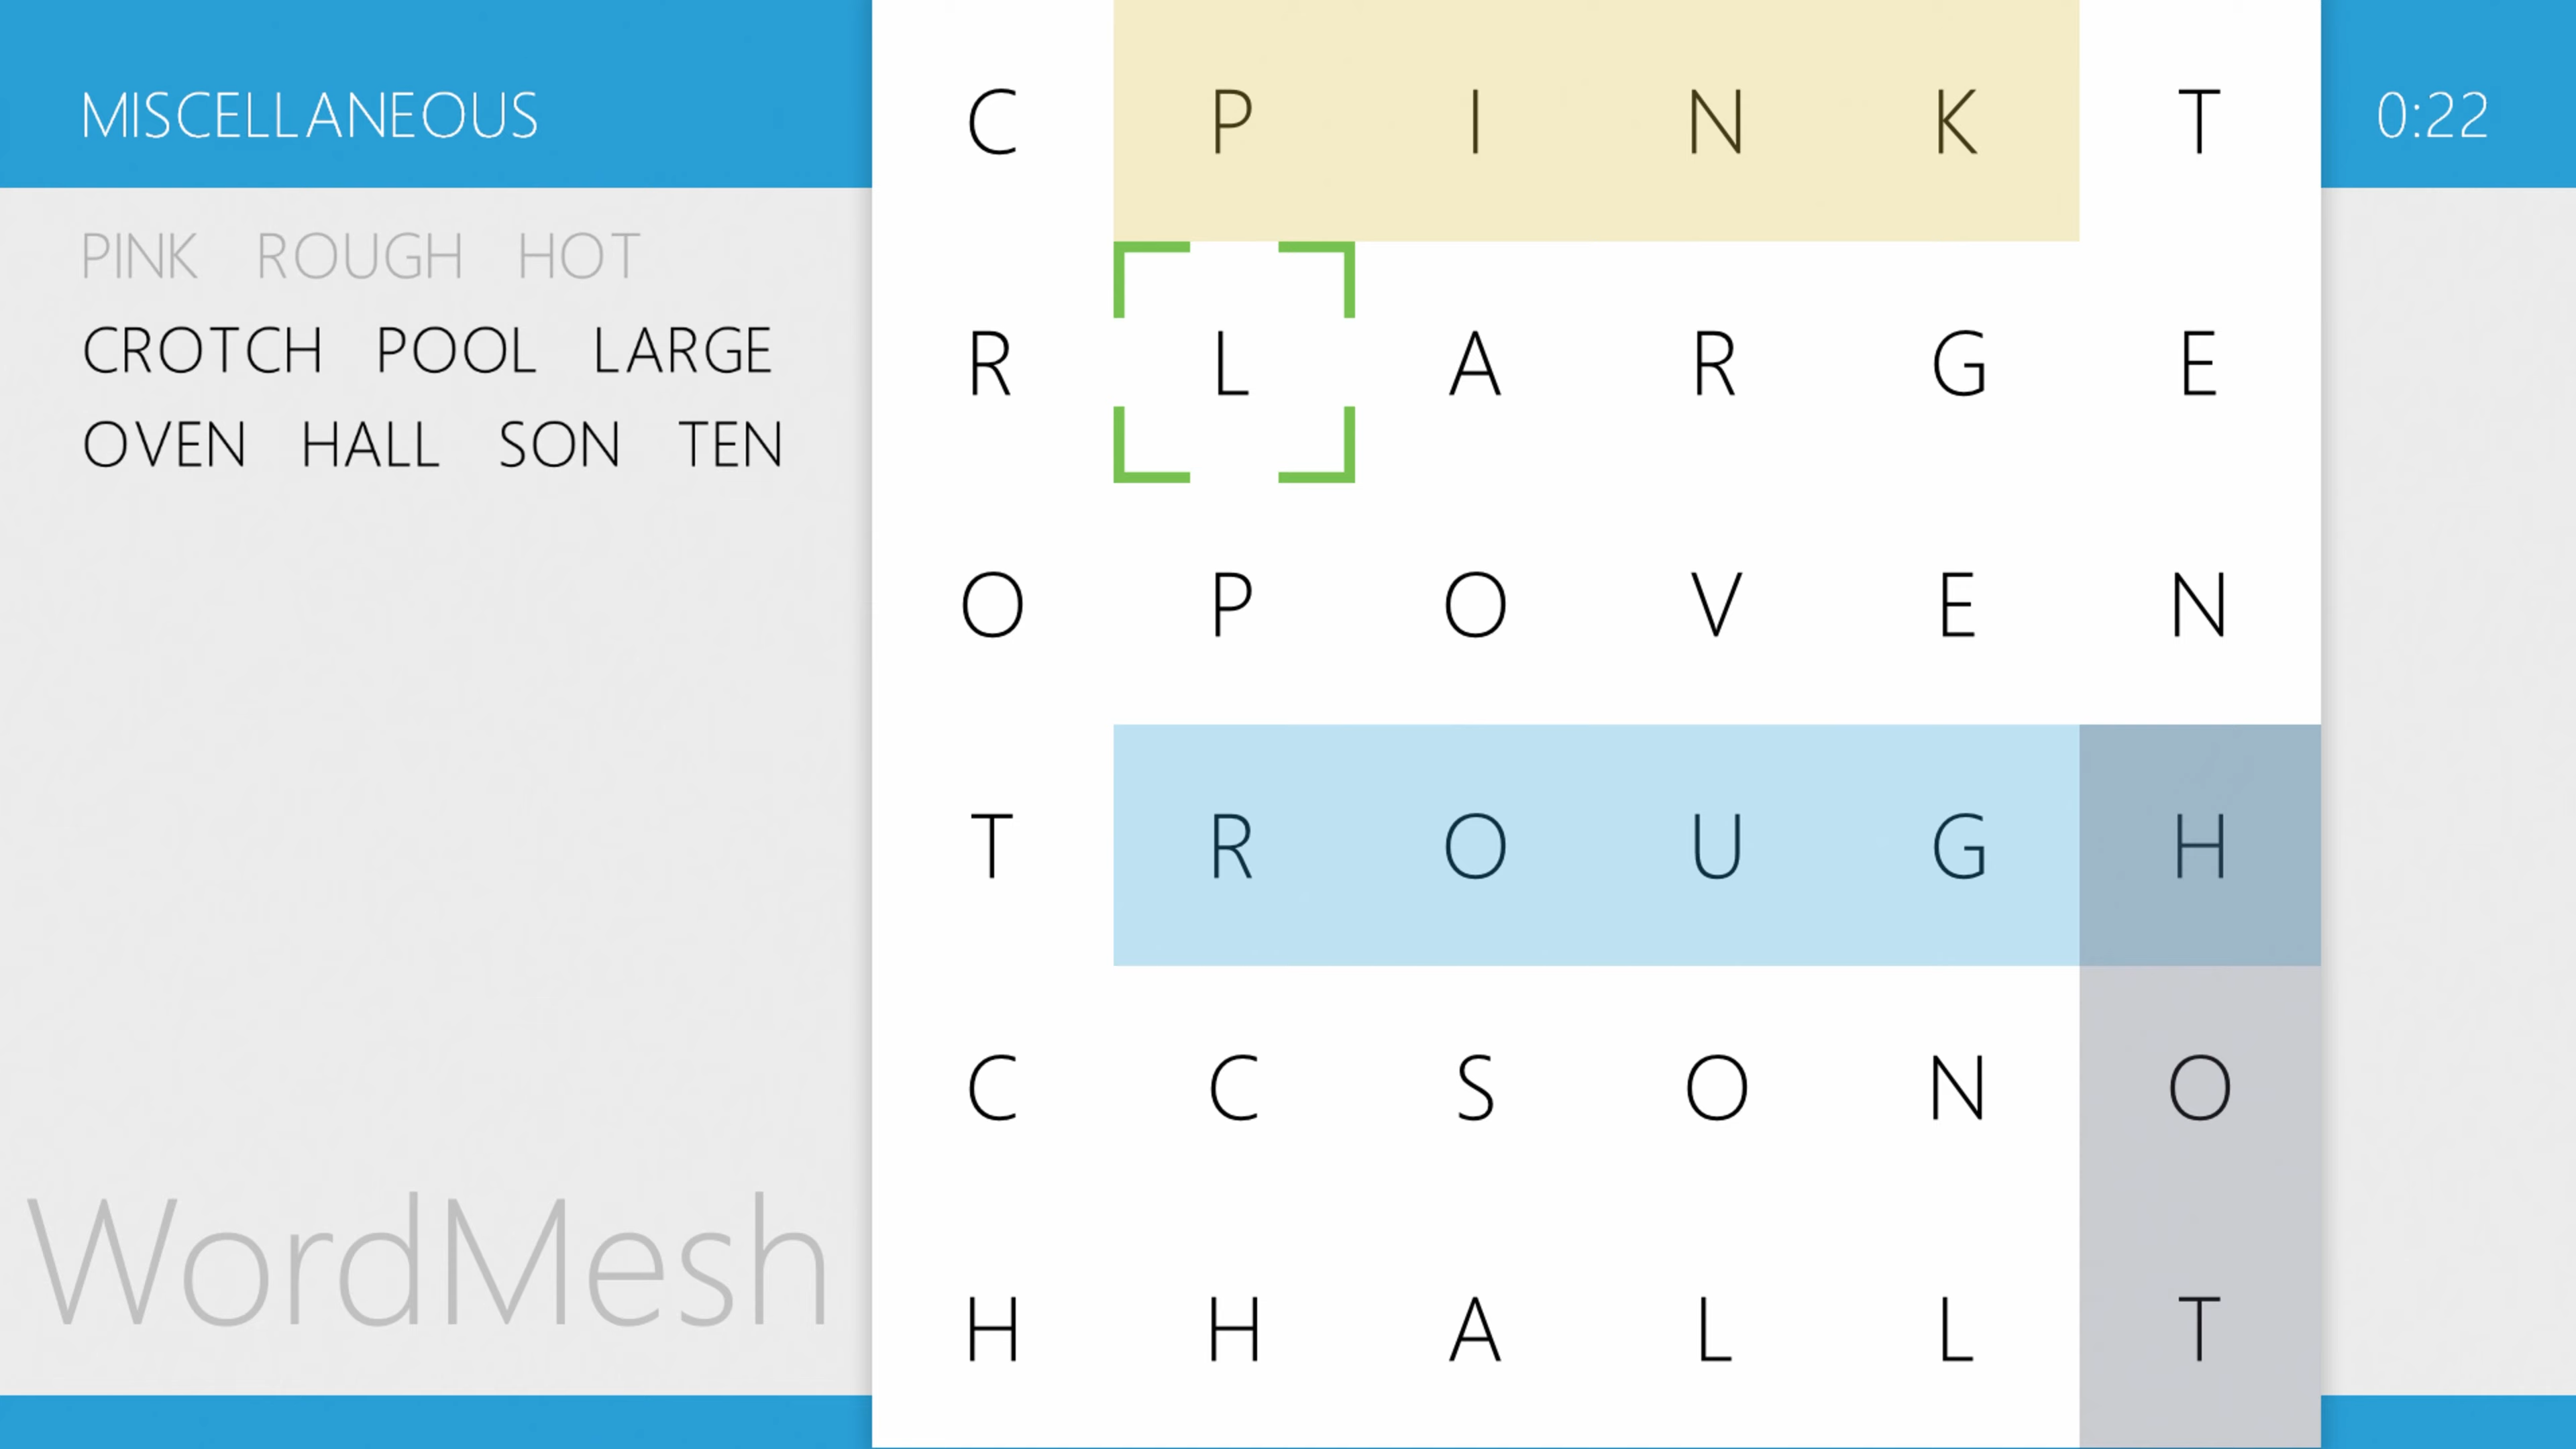 MISCELLANEOUS
0:22
PINK ROUGH HOT
CROTCH POOL LARGE
OVEN HALL SON TEN
C P I N K T
R L A R G E
O P O V E N
T R O U G H
C C S O N O
H H A L L T
WordMesh